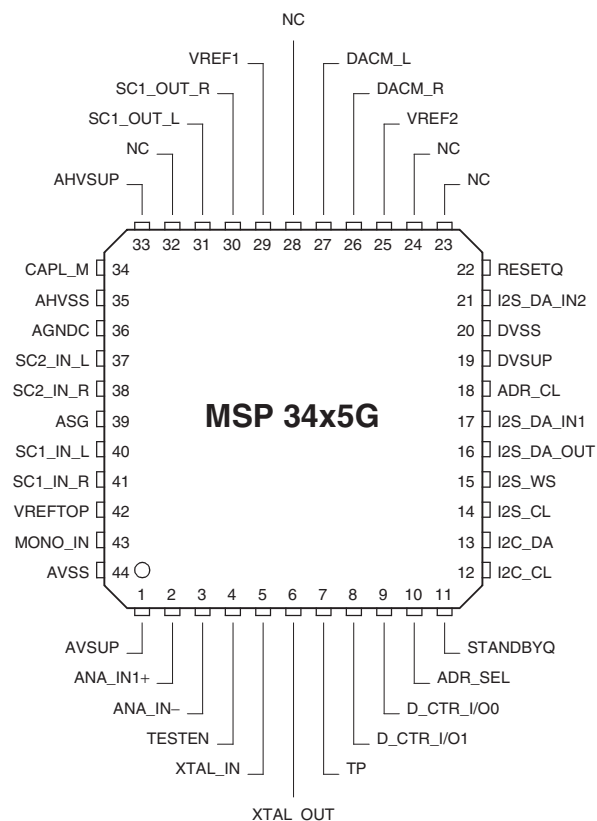 NC
VREF1
DACM_L
SC1_OUT_R
DACM_R
SC1_OUT_L
VREF2
NC
NC
AHVSUP
NC
33 32 31 30 29 28 27 26 25 24 23
CAPL_M 34
22 RESETQ
AHVSS 35
21 I2S_DA_IN2
AGNDC 36
20 DVSS
SC2_IN_L 37
19 DVSUP
SC2_IN_R 38
18 ADR_CL
ASG 39
17 I2S_DA_IN1
SC1_IN_L 40
16 I2S_DA_OUT
SC1_IN_R 41
15 I2S_WS
VREFTOP 42
14 I2S_CL
MONO_IN 43
13 I2C_DA
AVSS 44
12 I2C_CL
MSP 34x5G
1 2 3 4 5 6 7 8 9 10 11
AVSUP
STANDBYQ
ANA_IN1+
ADR_SEL
ANA_IN−
D_CTR_I/O0
TESTEN
D_CTR_I/O1
XTAL_IN
TP
XTAL_OUT